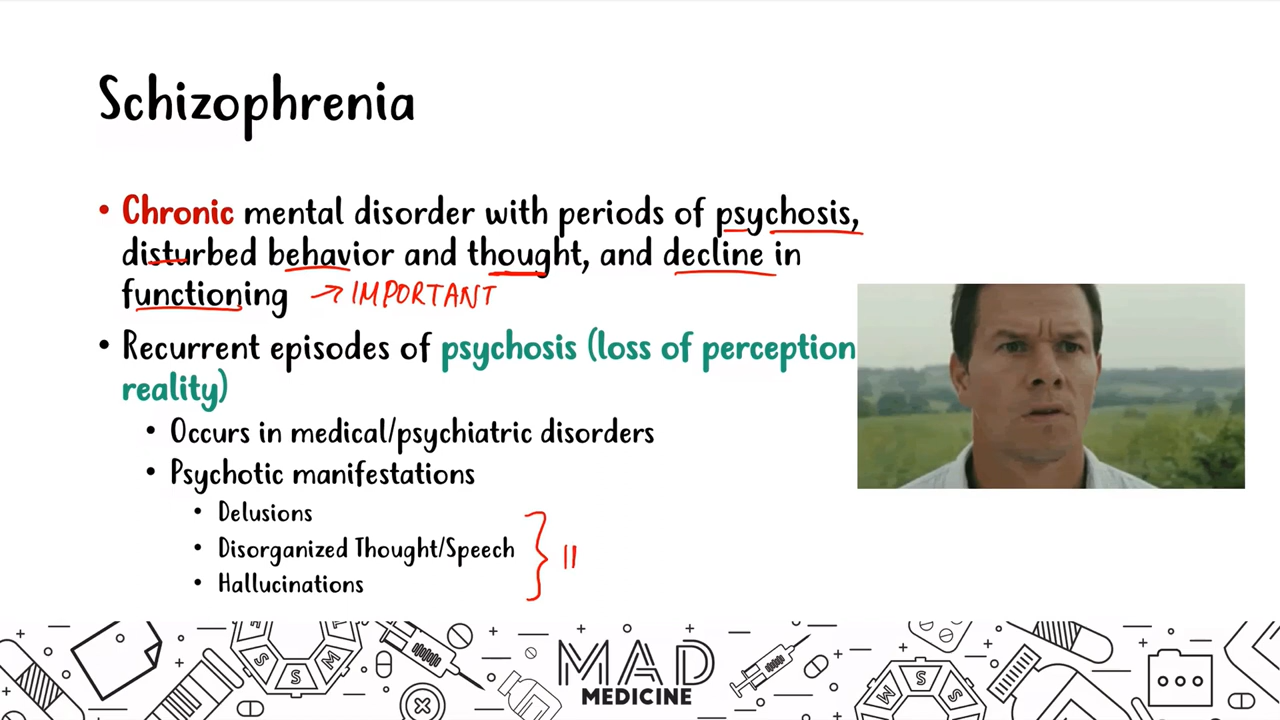 Schizophrenia
• Chronic mental disorder with periods of psychosis,
disturbed behavior and thought, and decline in
functioning → IMPORTANT
• Recurrent episodes of psychosis (loss of perception
reality)
• Occurs in medical/psychiatric disorders
• Psychotic manifestations
• Delusions
• Disorganized Thought/Speech
• Hallucinations
MAD
MEDICINE